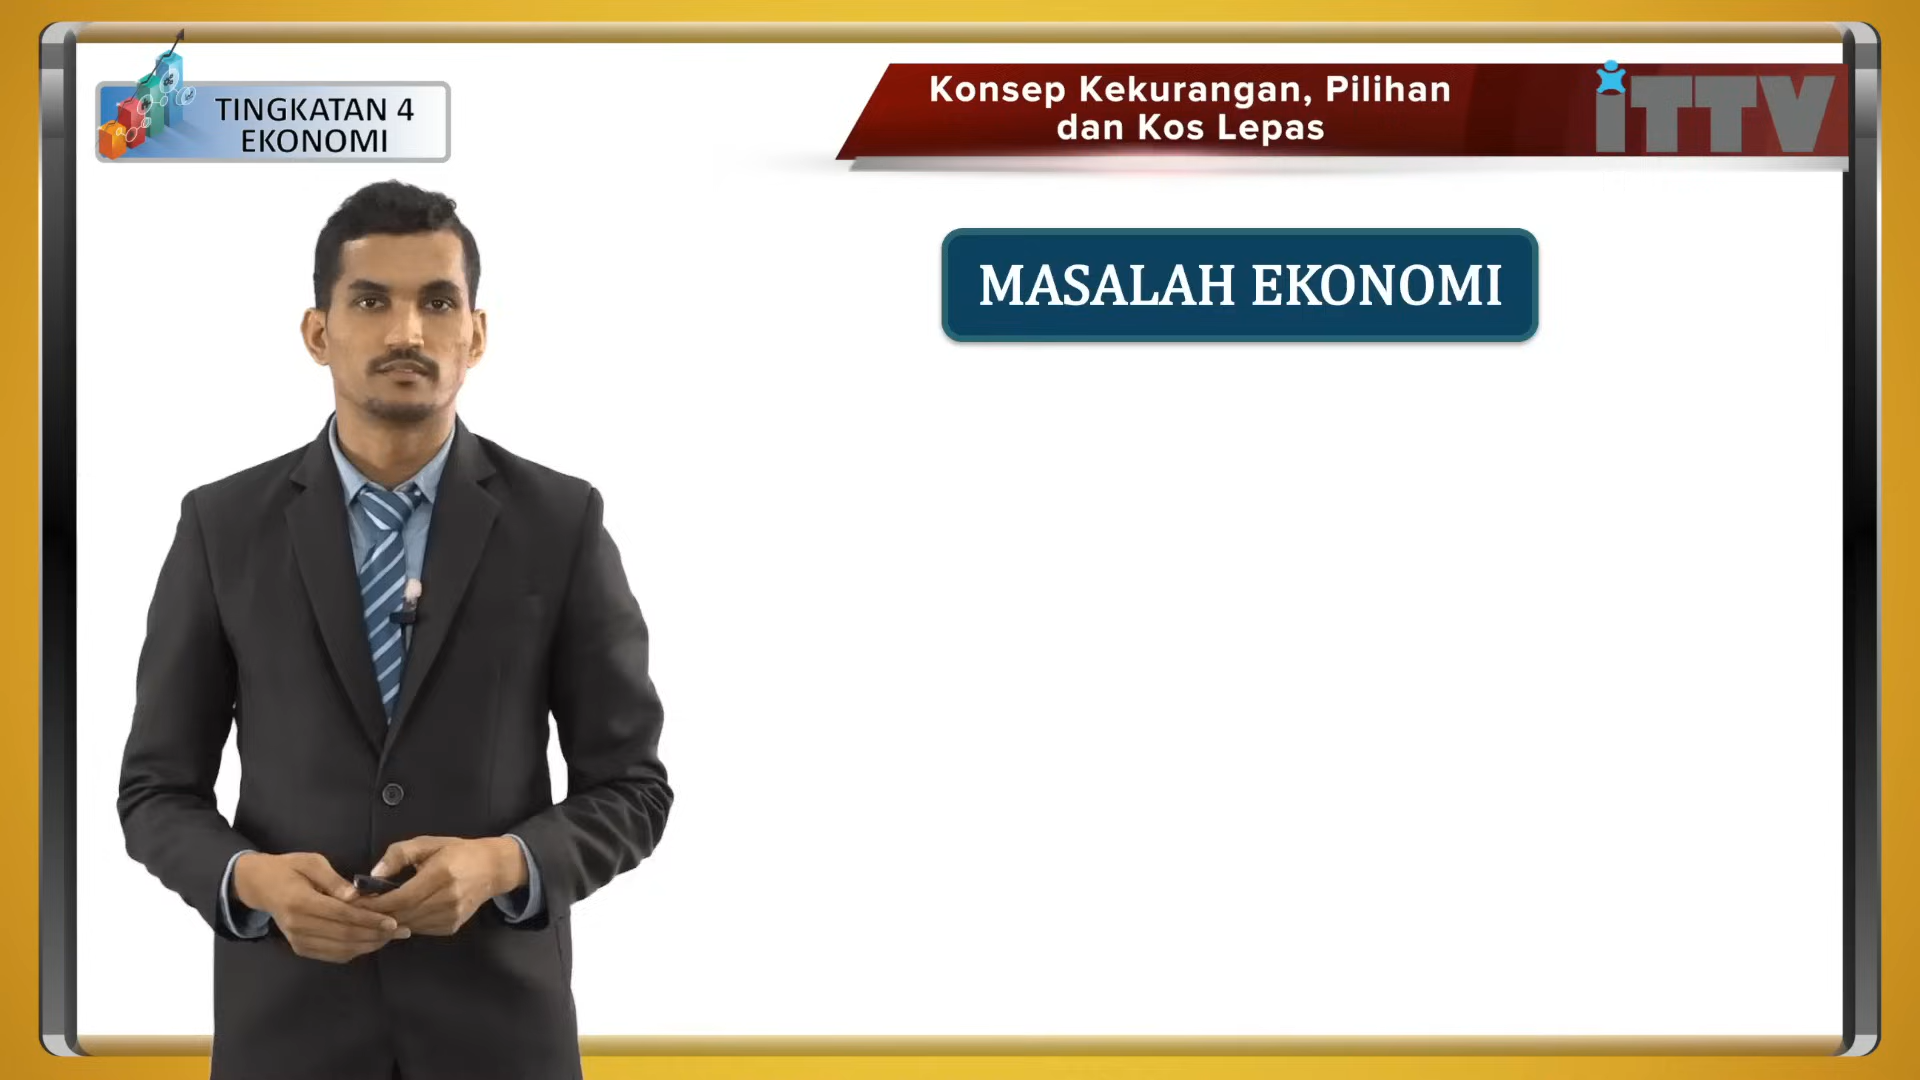 TINGKATAN 4
EKONOMI
Konsep Kekurangan, Pilihan
dan Kos Lepas
iTTV
MASALAH EKONOMI